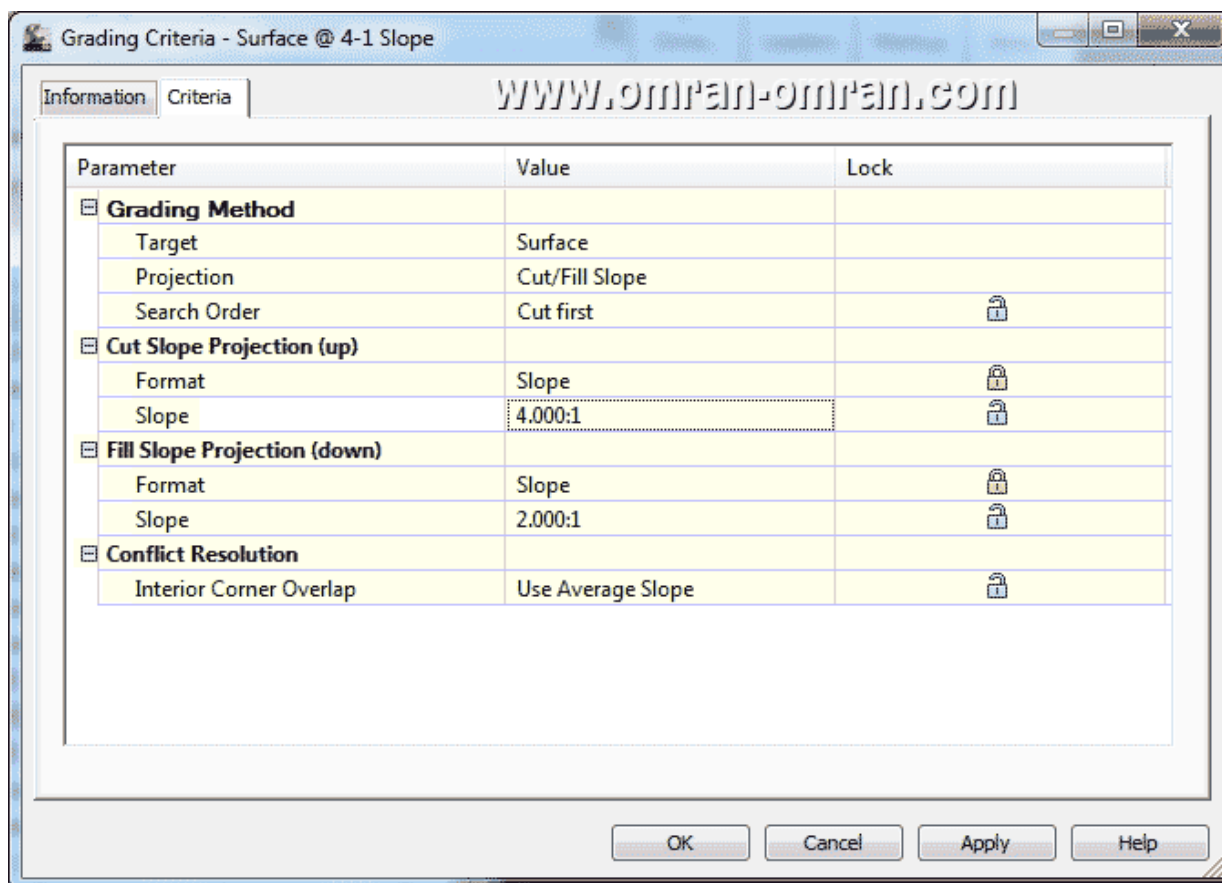 Grading Criteria - Surface @ 4-1 Slope
Information Criteria
www.omran-omran.com
Parameter Value Lock
Grading Method
Target Surface
Projection Cut/Fill Slope
Search Order Cut first
Cut Slope Projection (up)
Format Slope
Slope 4.000:1
Fill Slope Projection (down)
Format Slope
Slope 2.000:1
Conflict Resolution
Interior Corner Overlap Use Average Slope
OK Cancel Apply Help